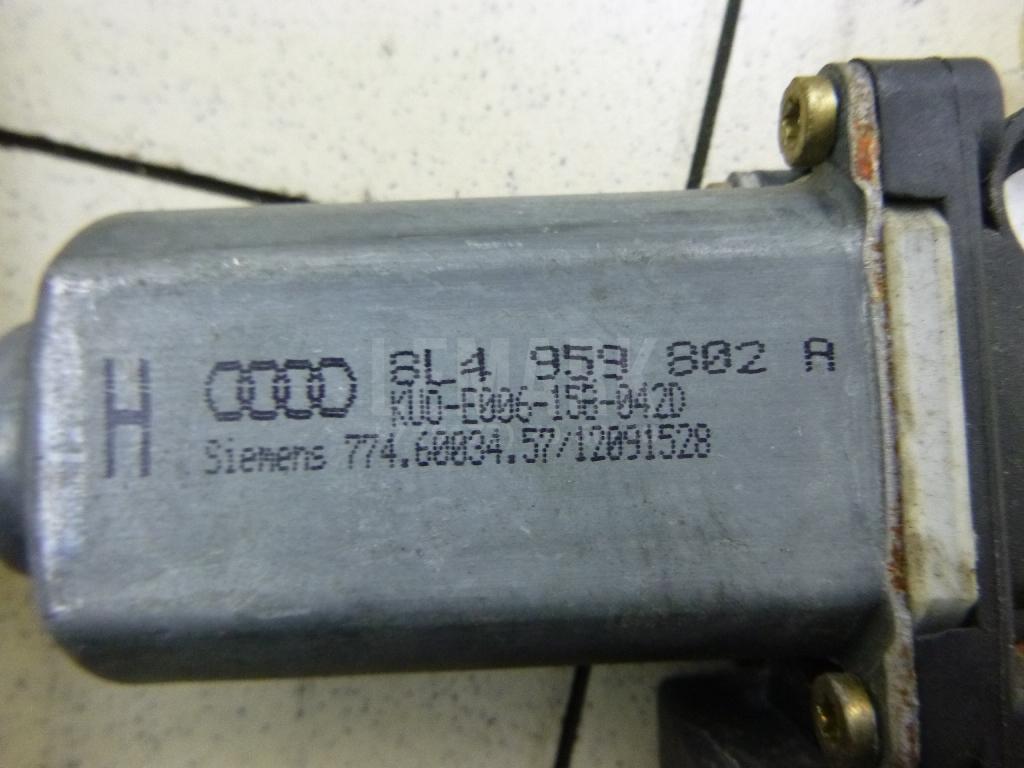 H
8L4 959 802 A
KUO-E006-158-042D
Siemens 774.60034.57/12091528